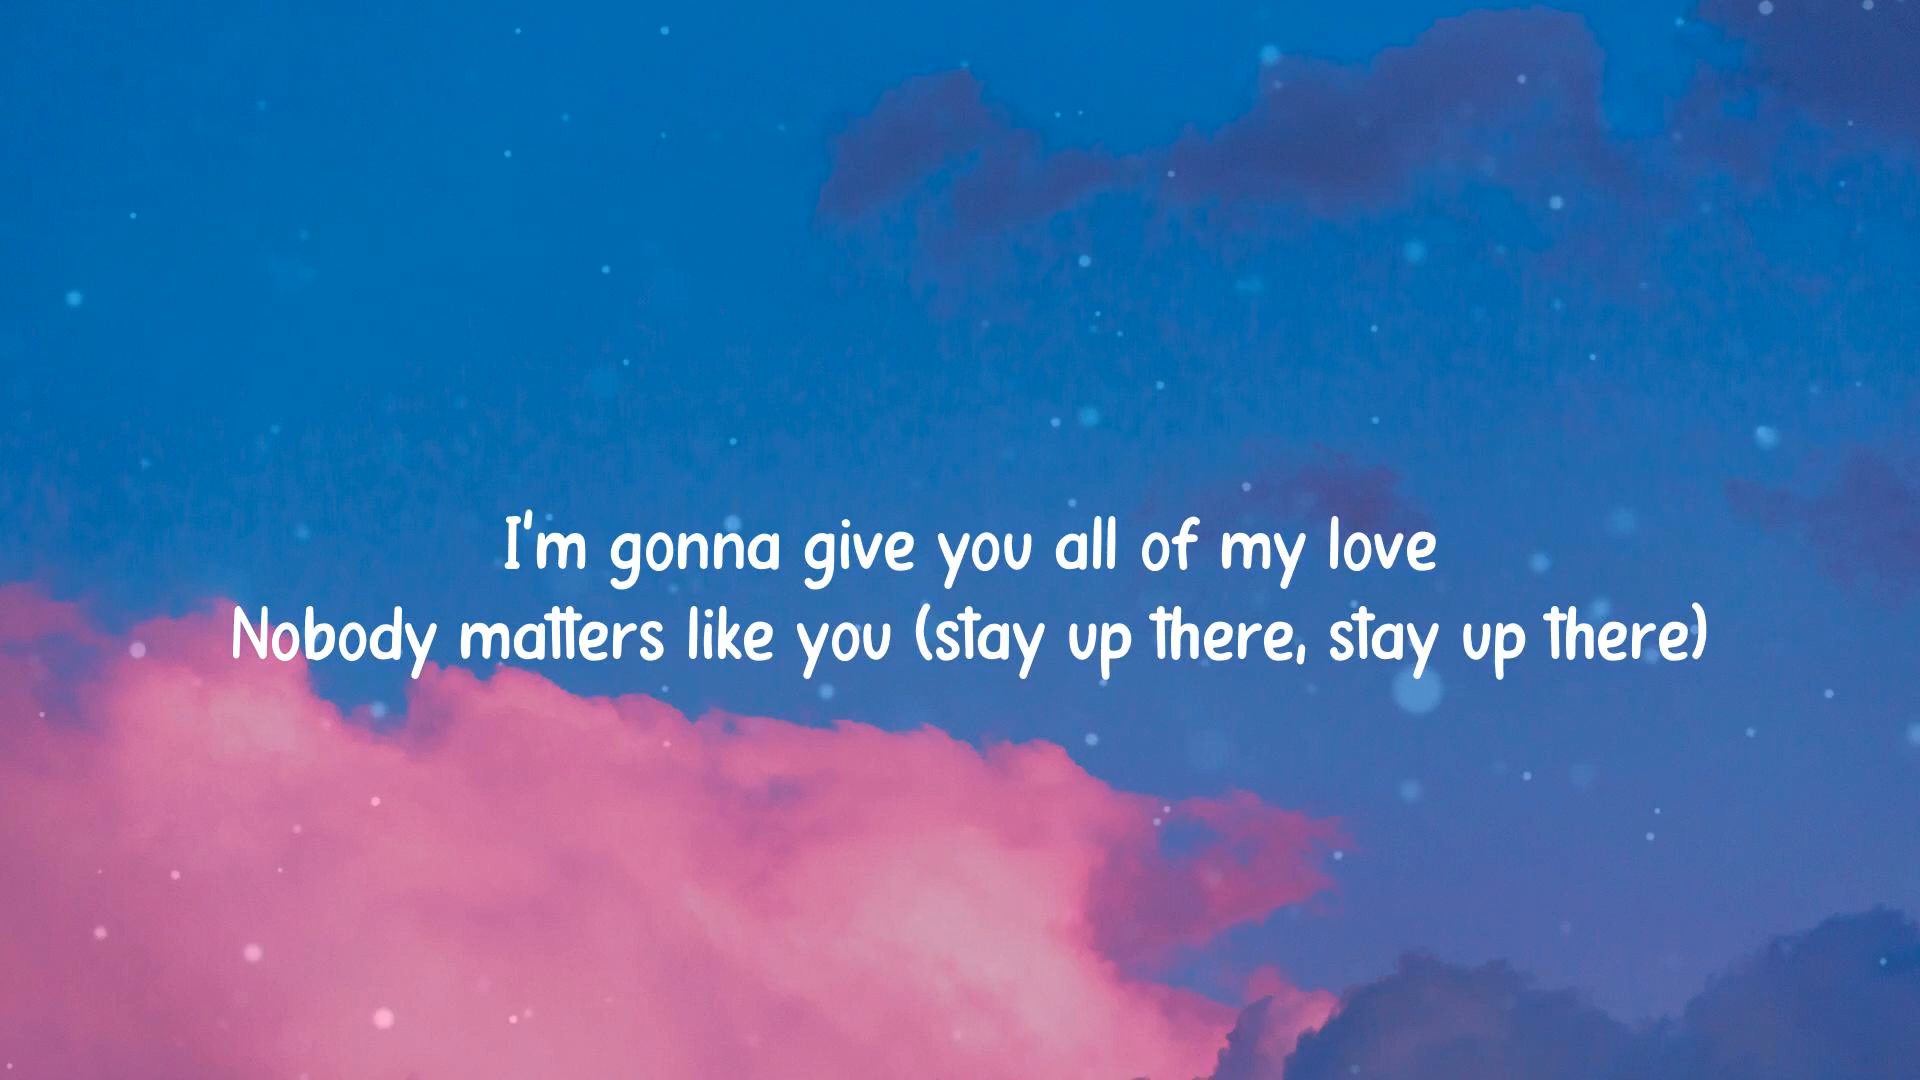 I'm gonna give you all of my love
Nobody matters like you (stay up there, stay up there)